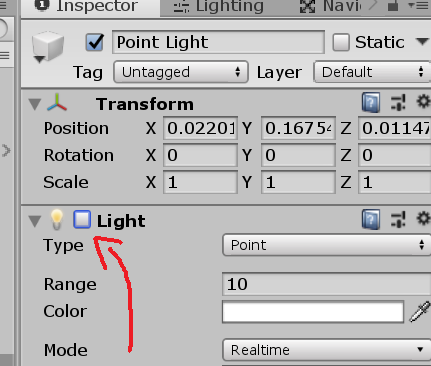 Inspector Lighting Navi
Point Light Static
Tag Untagged Layer Default
Transform
Position X 0.02201 Y 0.16754 Z 0.01147
Rotation X 0 Y 0 Z 0
Scale X 1 Y 1 Z 1
Light
Type Point
Range 10
Color
Mode Realtime